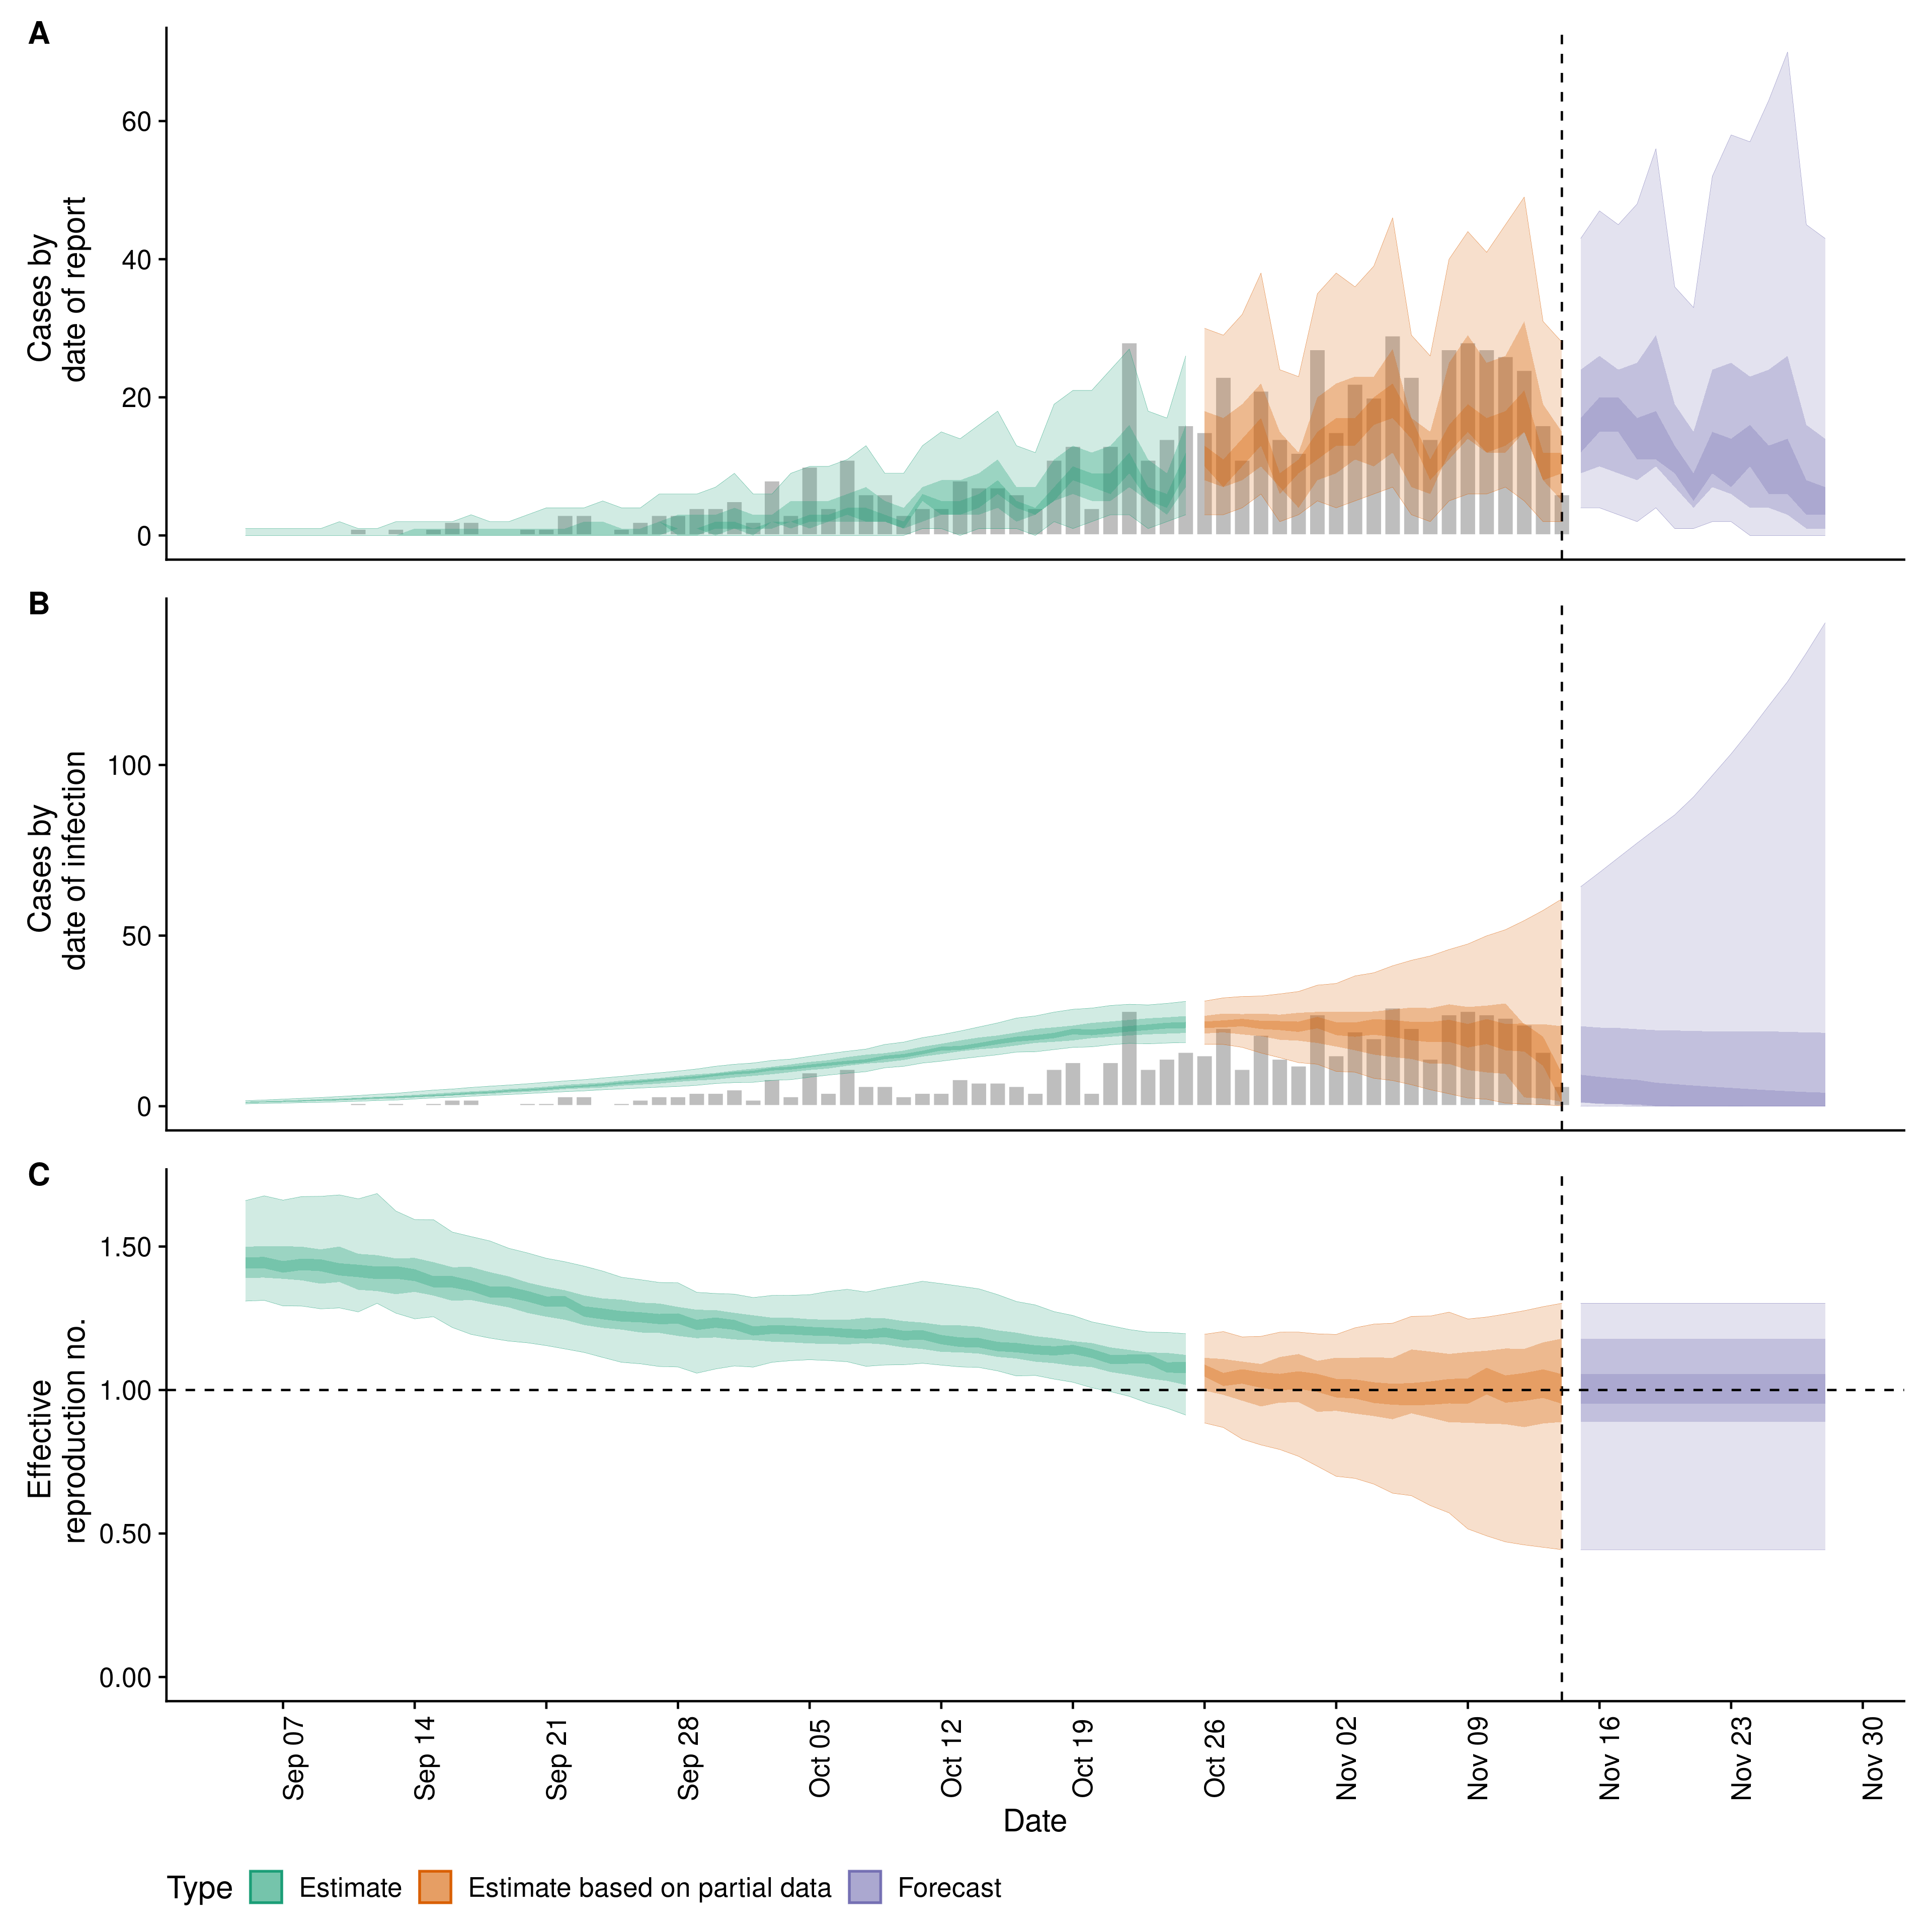 A
Cases by
date of report
60
40
20
0
B
Cases by
date of infection
100
50
0
C
Effective
reproduction no.
1.50
1.00
0.50
0.00
Sep 07
Sep 14
Sep 21
Sep 28
Oct 05
Oct 12
Oct 19
Oct 26
Nov 02
Nov 09
Nov 16
Nov 23
Nov 30
Date
Type Estimate Estimate based on partial data Forecast